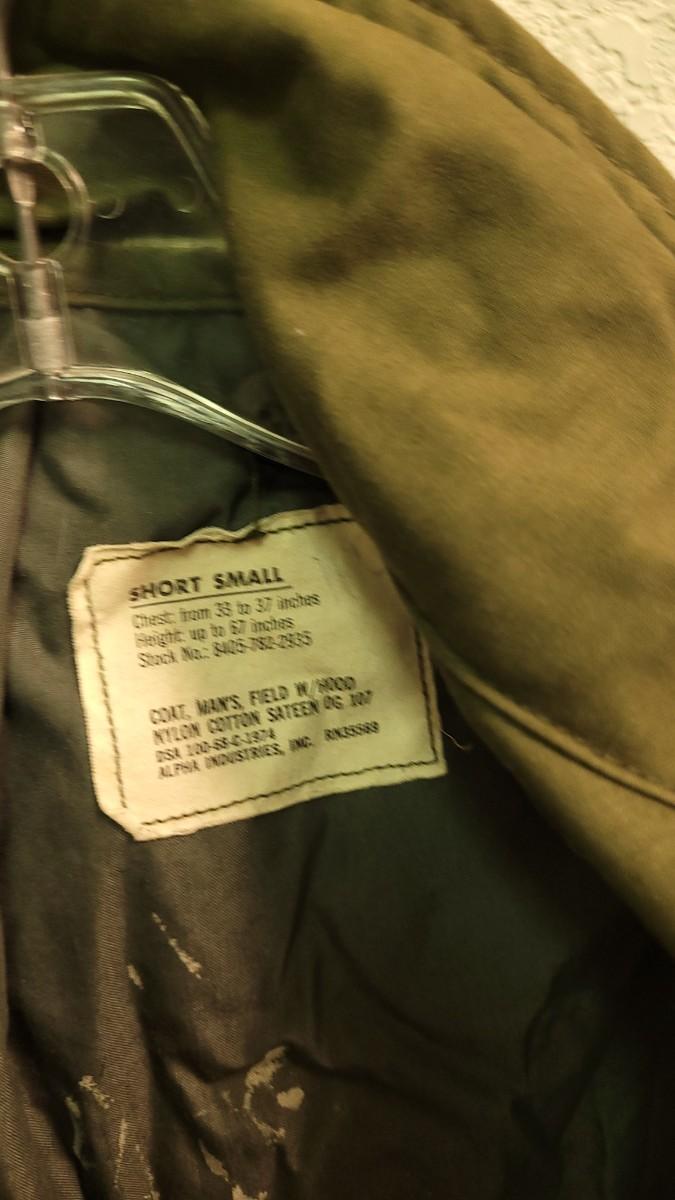 SHORT SMALL
Chest: from 33 to 37 inches
Height: up to 67 inches
Stock No.: 8405-782-2935
COAT, MAN'S, FIELD W/HOOD
NYLON COTTON SATEEN OG 107
DSA 100-68-C-1974
ALPHA INDUSTRIES, INC. RN35589